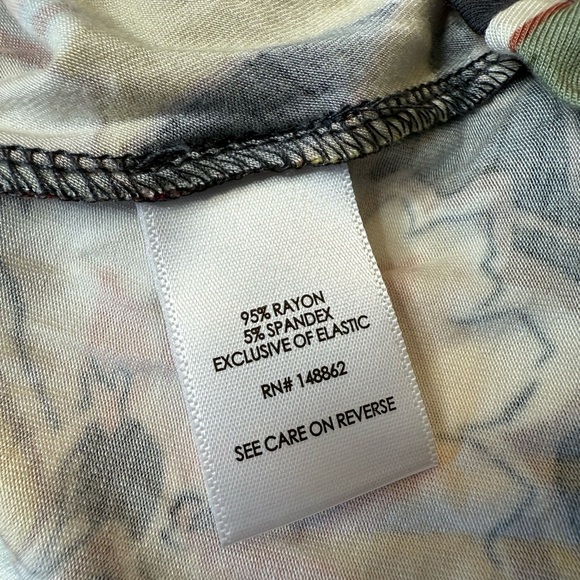 95% RAYON
5% SPANDEX
EXCLUSIVE OF ELASTIC
RN# 148862
SEE CARE ON REVERSE